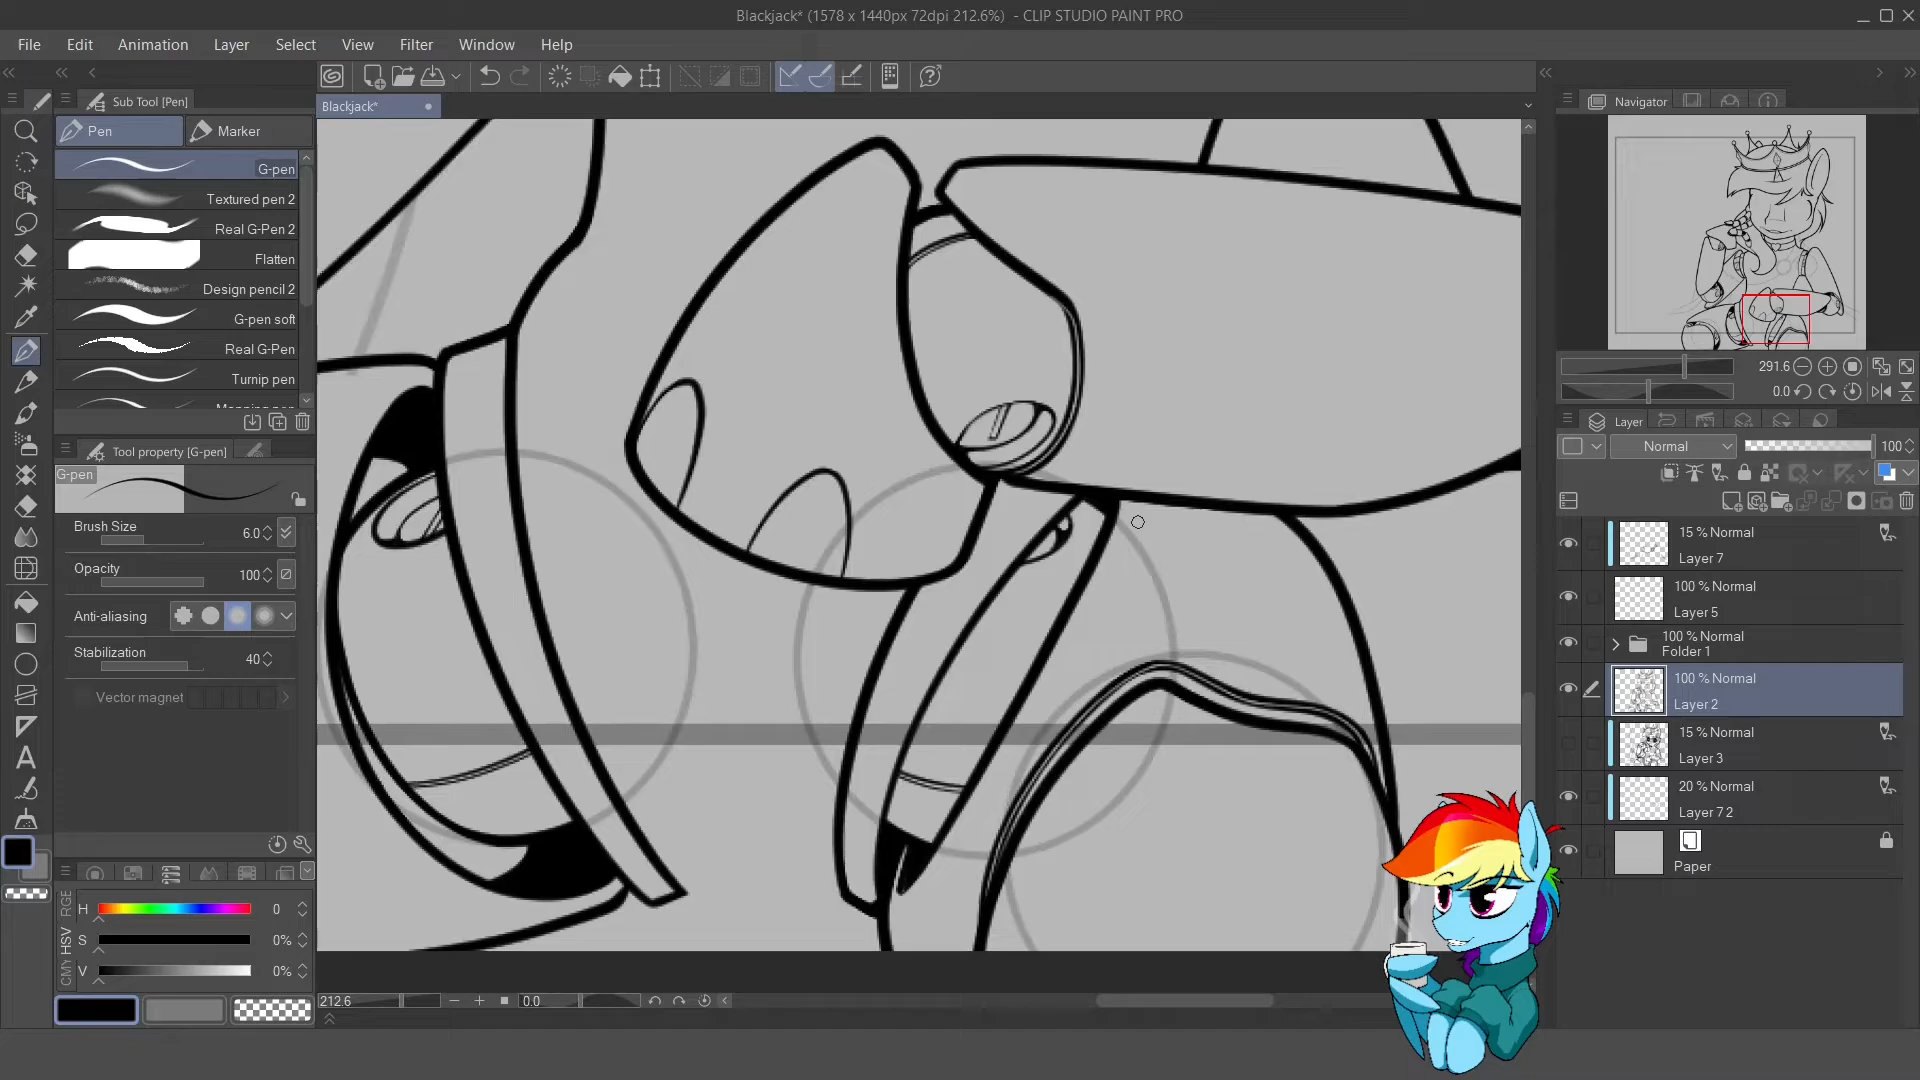 Blackjack* (1578 x 1440px 72dpi 212.6%)  - CLIP STUDIO PAINT PRO
File Edit Animation Layer Select View Filter Window Help
Sub Tool [Pen]
Blackjack*
Navigator
Pen Marker
G-pen
Textured pen 2
Real G-Pen 2
Flatten
Design pencil 2
G-pen soft
Real G-Pen
Turnip pen
291.6
0.0
Layer
Normal 100
Tool property [G-pen]
G-pen
Brush Size 6.0
Opacity 100
Anti-aliasing
Stabilization 40
Vector magnet
15 % Normal
Layer 7
100 % Normal
Layer 5
100 % Normal
Folder 1
100 % Normal
Layer 2
15 % Normal
Layer 3
20 % Normal
Layer 7 2
Paper
H 0
S 0%
V 0%
HSV
212.6 0.0